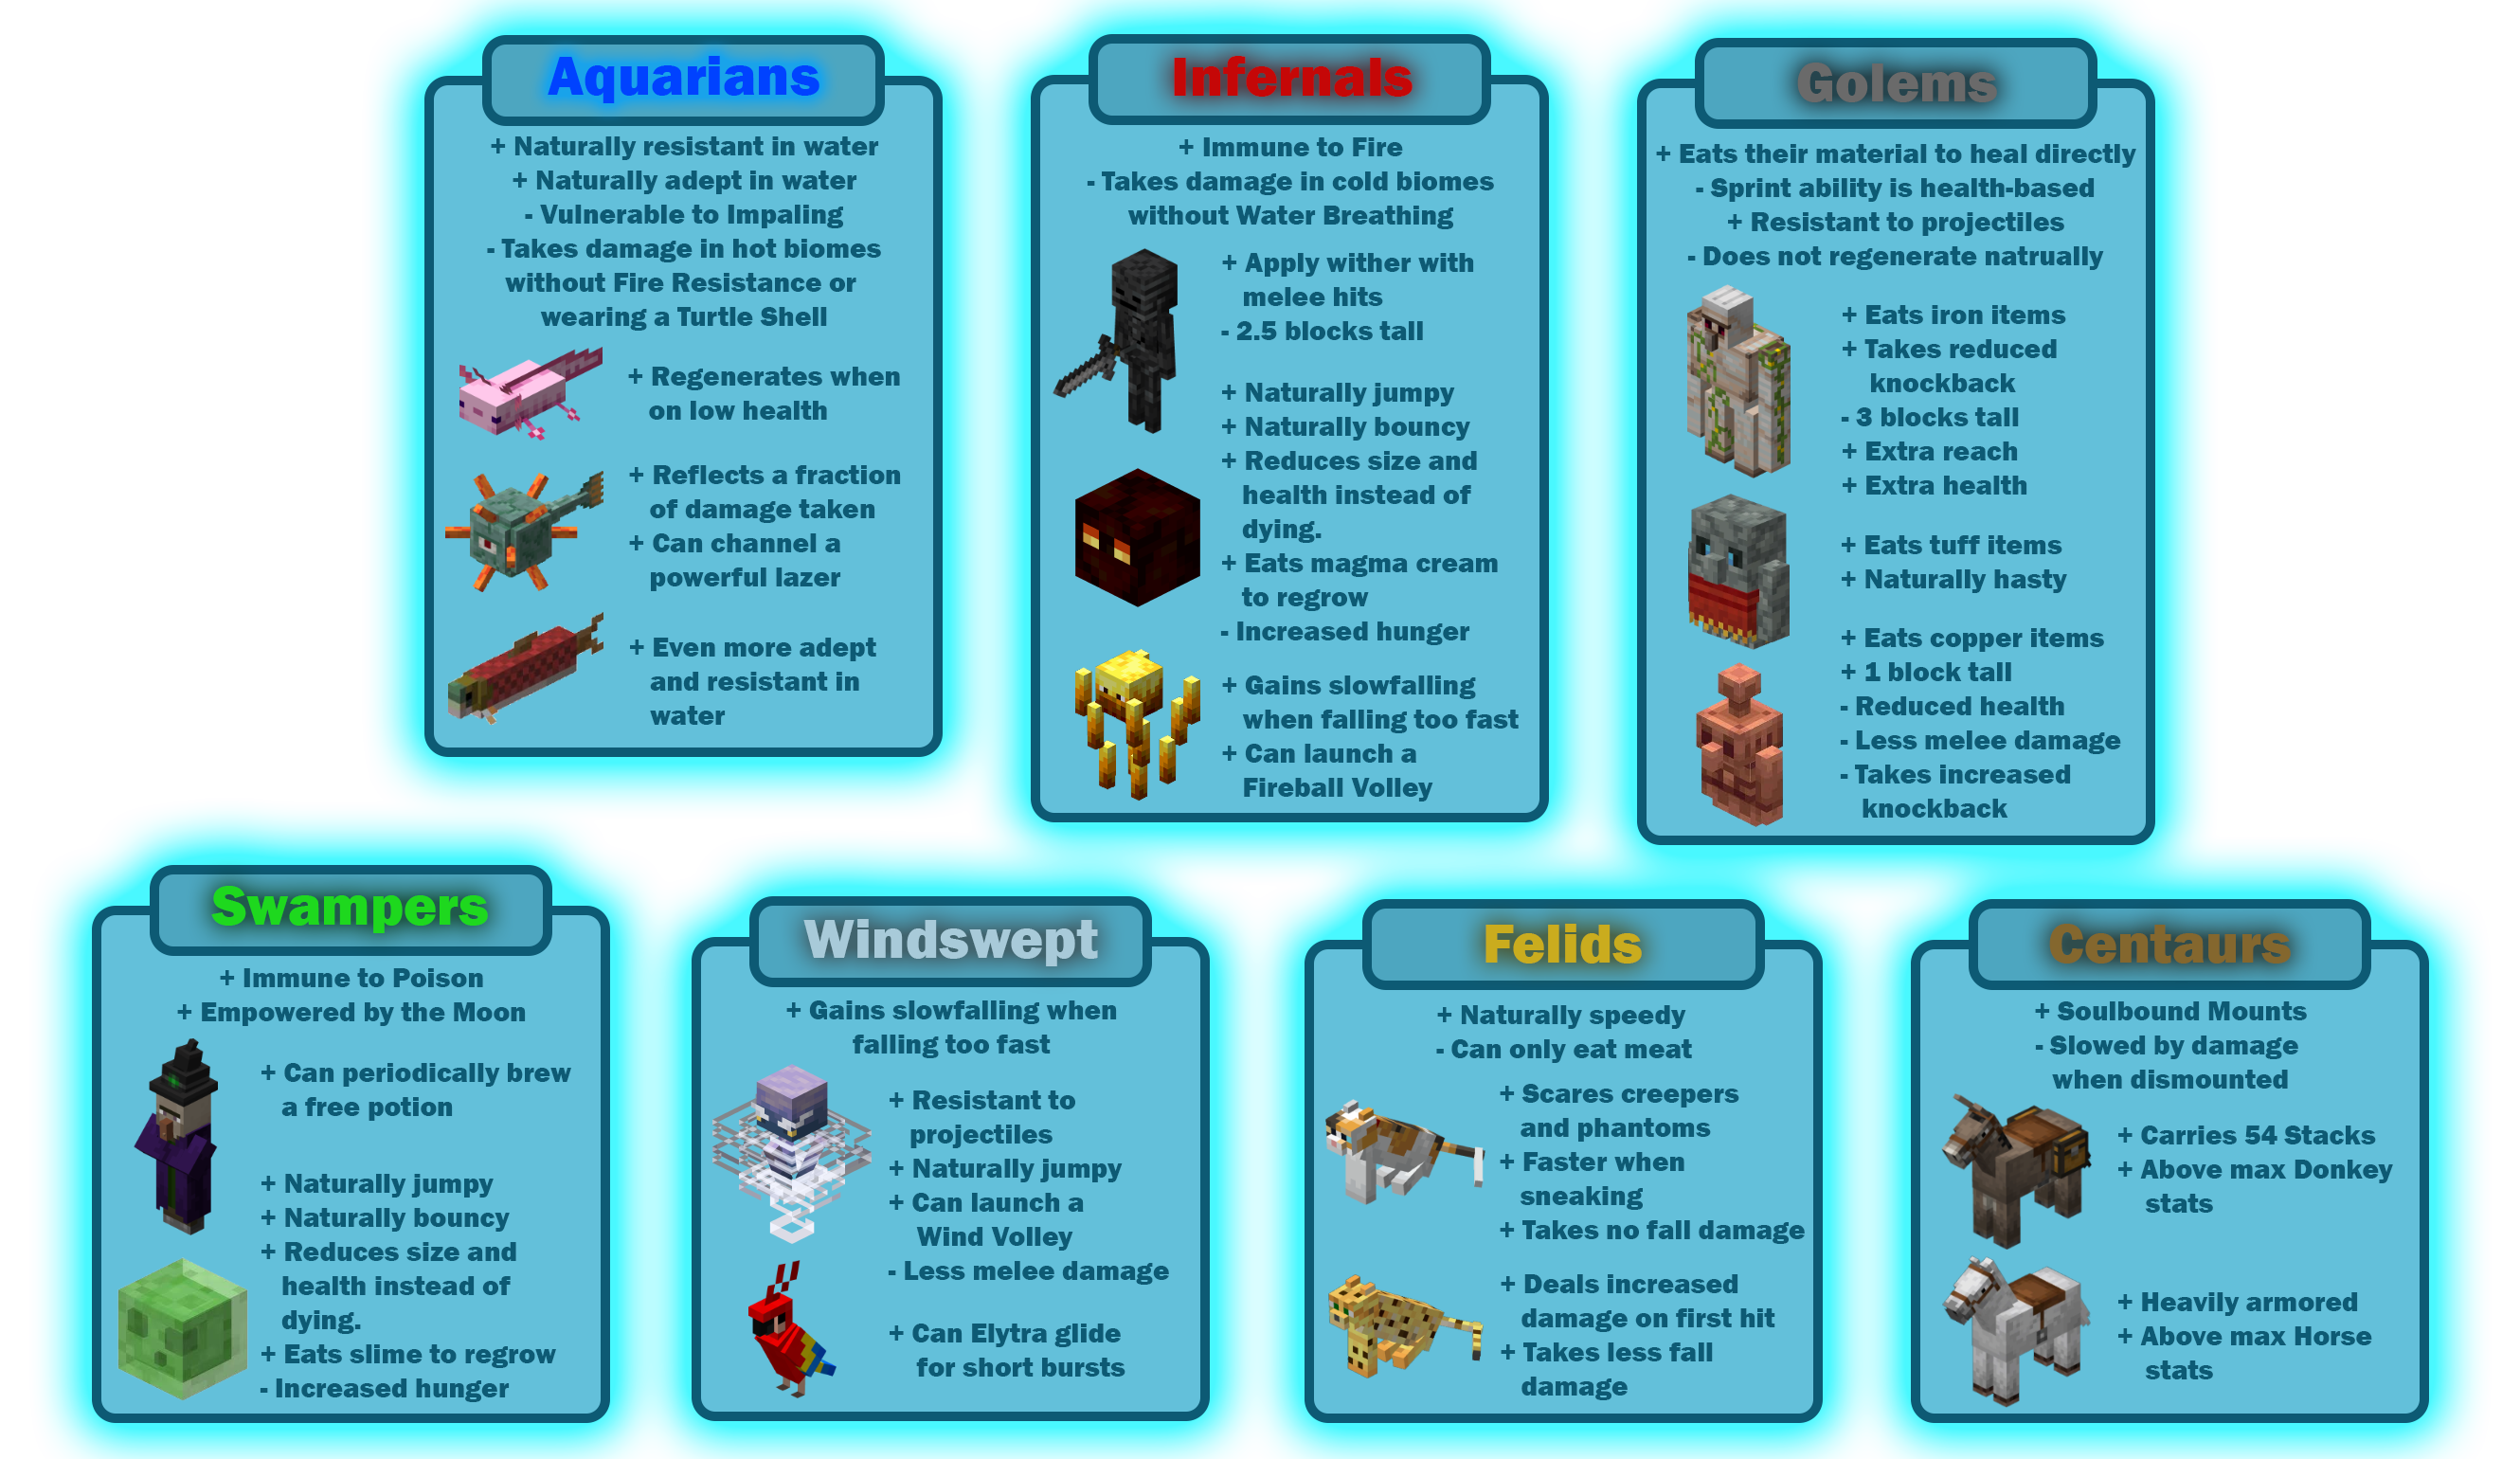 Aquarians
+ Naturally resistant in water
+ Naturally adept in water
- Vulnerable to Impaling
- Takes damage in hot biomes
without Fire Resistance or
wearing a Turtle Shell
+ Regenerates when
on low health
+ Reflects a fraction
of damage taken
+ Can channel a
powerful lazer
+ Even more adept
and resistant in
water
Infernals
+ Immune to Fire
- Takes damage in cold biomes
without Water Breathing
+ Apply wither with
melee hits
- 2.5 blocks tall
+ Naturally jumpy
+ Naturally bouncy
+ Reduces size and
health instead of
dying.
+ Eats magma cream
to regrow
- Increased hunger
+ Gains slowfalling
when falling too fast
+ Can launch a
Fireball Volley
Golems
+ Eats their material to heal directly
- Sprint ability is health-based
+ Resistant to projectiles
- Does not regenerate natrually
+ Eats iron items
+ Takes reduced
knockback
- 3 blocks tall
+ Extra reach
+ Extra health
+ Eats tuff items
+ Naturally hasty
+ Eats copper items
+ 1 block tall
- Reduced health
- Less melee damage
- Takes increased
knockback
Swampers
+ Immune to Poison
+ Empowered by the Moon
+ Can periodically brew
a free potion
+ Naturally jumpy
+ Naturally bouncy
+ Reduces size and
health instead of
dying.
+ Eats slime to regrow
- Increased hunger
Windswept
+ Gains slowfalling when
falling too fast
+ Resistant to
projectiles
+ Naturally jumpy
+ Can launch a
Wind Volley
- Less melee damage
+ Can Elytra glide
for short bursts
Felids
+ Naturally speedy
- Can only eat meat
+ Scares creepers
and phantoms
+ Faster when
sneaking
+ Takes no fall damage
+ Deals increased
damage on first hit
+ Takes less fall
damage
Centaurs
+ Soulbound Mounts
- Slowed by damage
when dismounted
+ Carries 54 Stacks
+ Above max Donkey
stats
+ Heavily armored
+ Above max Horse
stats